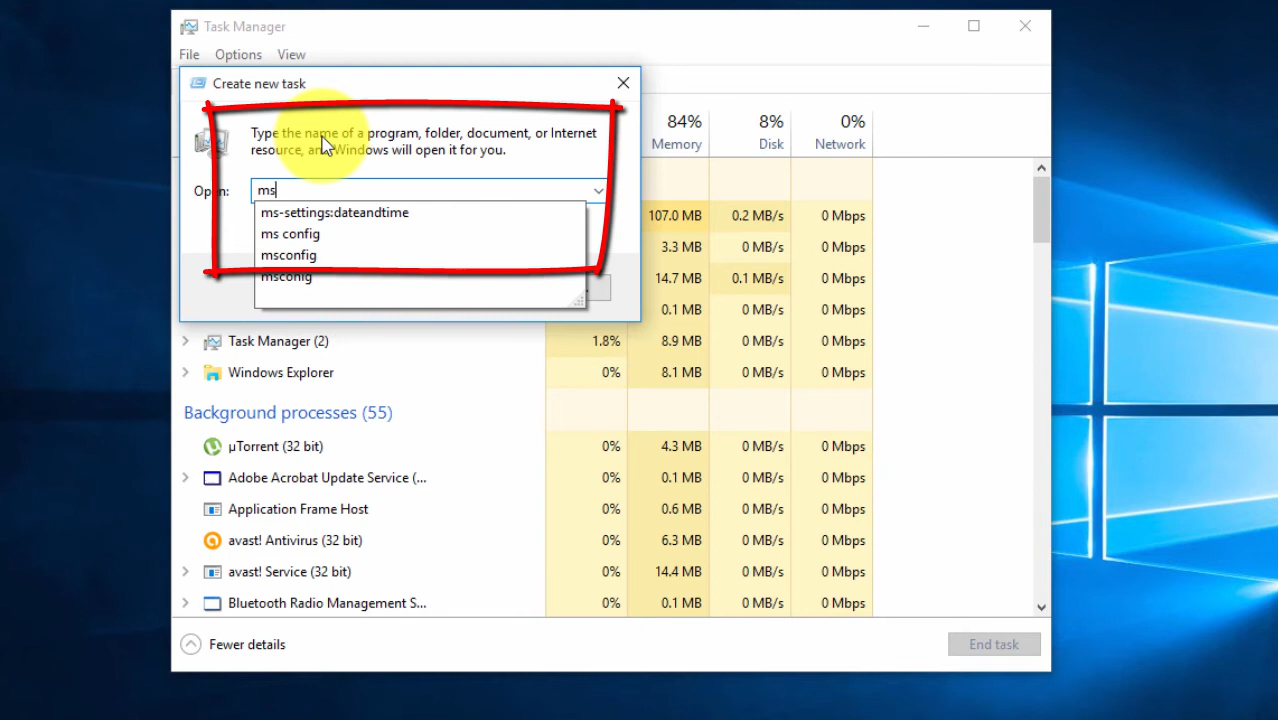 Task Manager
File Options View
Create new task
Type the name of a program, folder, document, or Internet
resource, and Windows will open it for you.
Open: ms
ms-settings:dateandtime
ms config
msconfig
msconig
84% 8% 0%
Memory Disk Network
107.0 MB 0.2 MB/s 0 Mbps
3.3 MB 0 MB/s 0 Mbps
14.7 MB 0.1 MB/s 0 Mbps
0.1 MB 0 MB/s 0 Mbps
Task Manager (2) 1.8% 8.9 MB 0 MB/s 0 Mbps
Windows Explorer 0% 8.1 MB 0 MB/s 0 Mbps
Background processes (55)
µTorrent (32 bit) 0% 4.3 MB 0 MB/s 0 Mbps
Adobe Acrobat Update Service (... 0% 0.1 MB 0 MB/s 0 Mbps
Application Frame Host 0% 0.6 MB 0 MB/s 0 Mbps
avast! Antivirus (32 bit) 0% 6.3 MB 0 MB/s 0 Mbps
avast! Service (32 bit) 0% 14.4 MB 0 MB/s 0 Mbps
Bluetooth Radio Management S... 0% 0.1 MB 0 MB/s 0 Mbps
Fewer details
End task